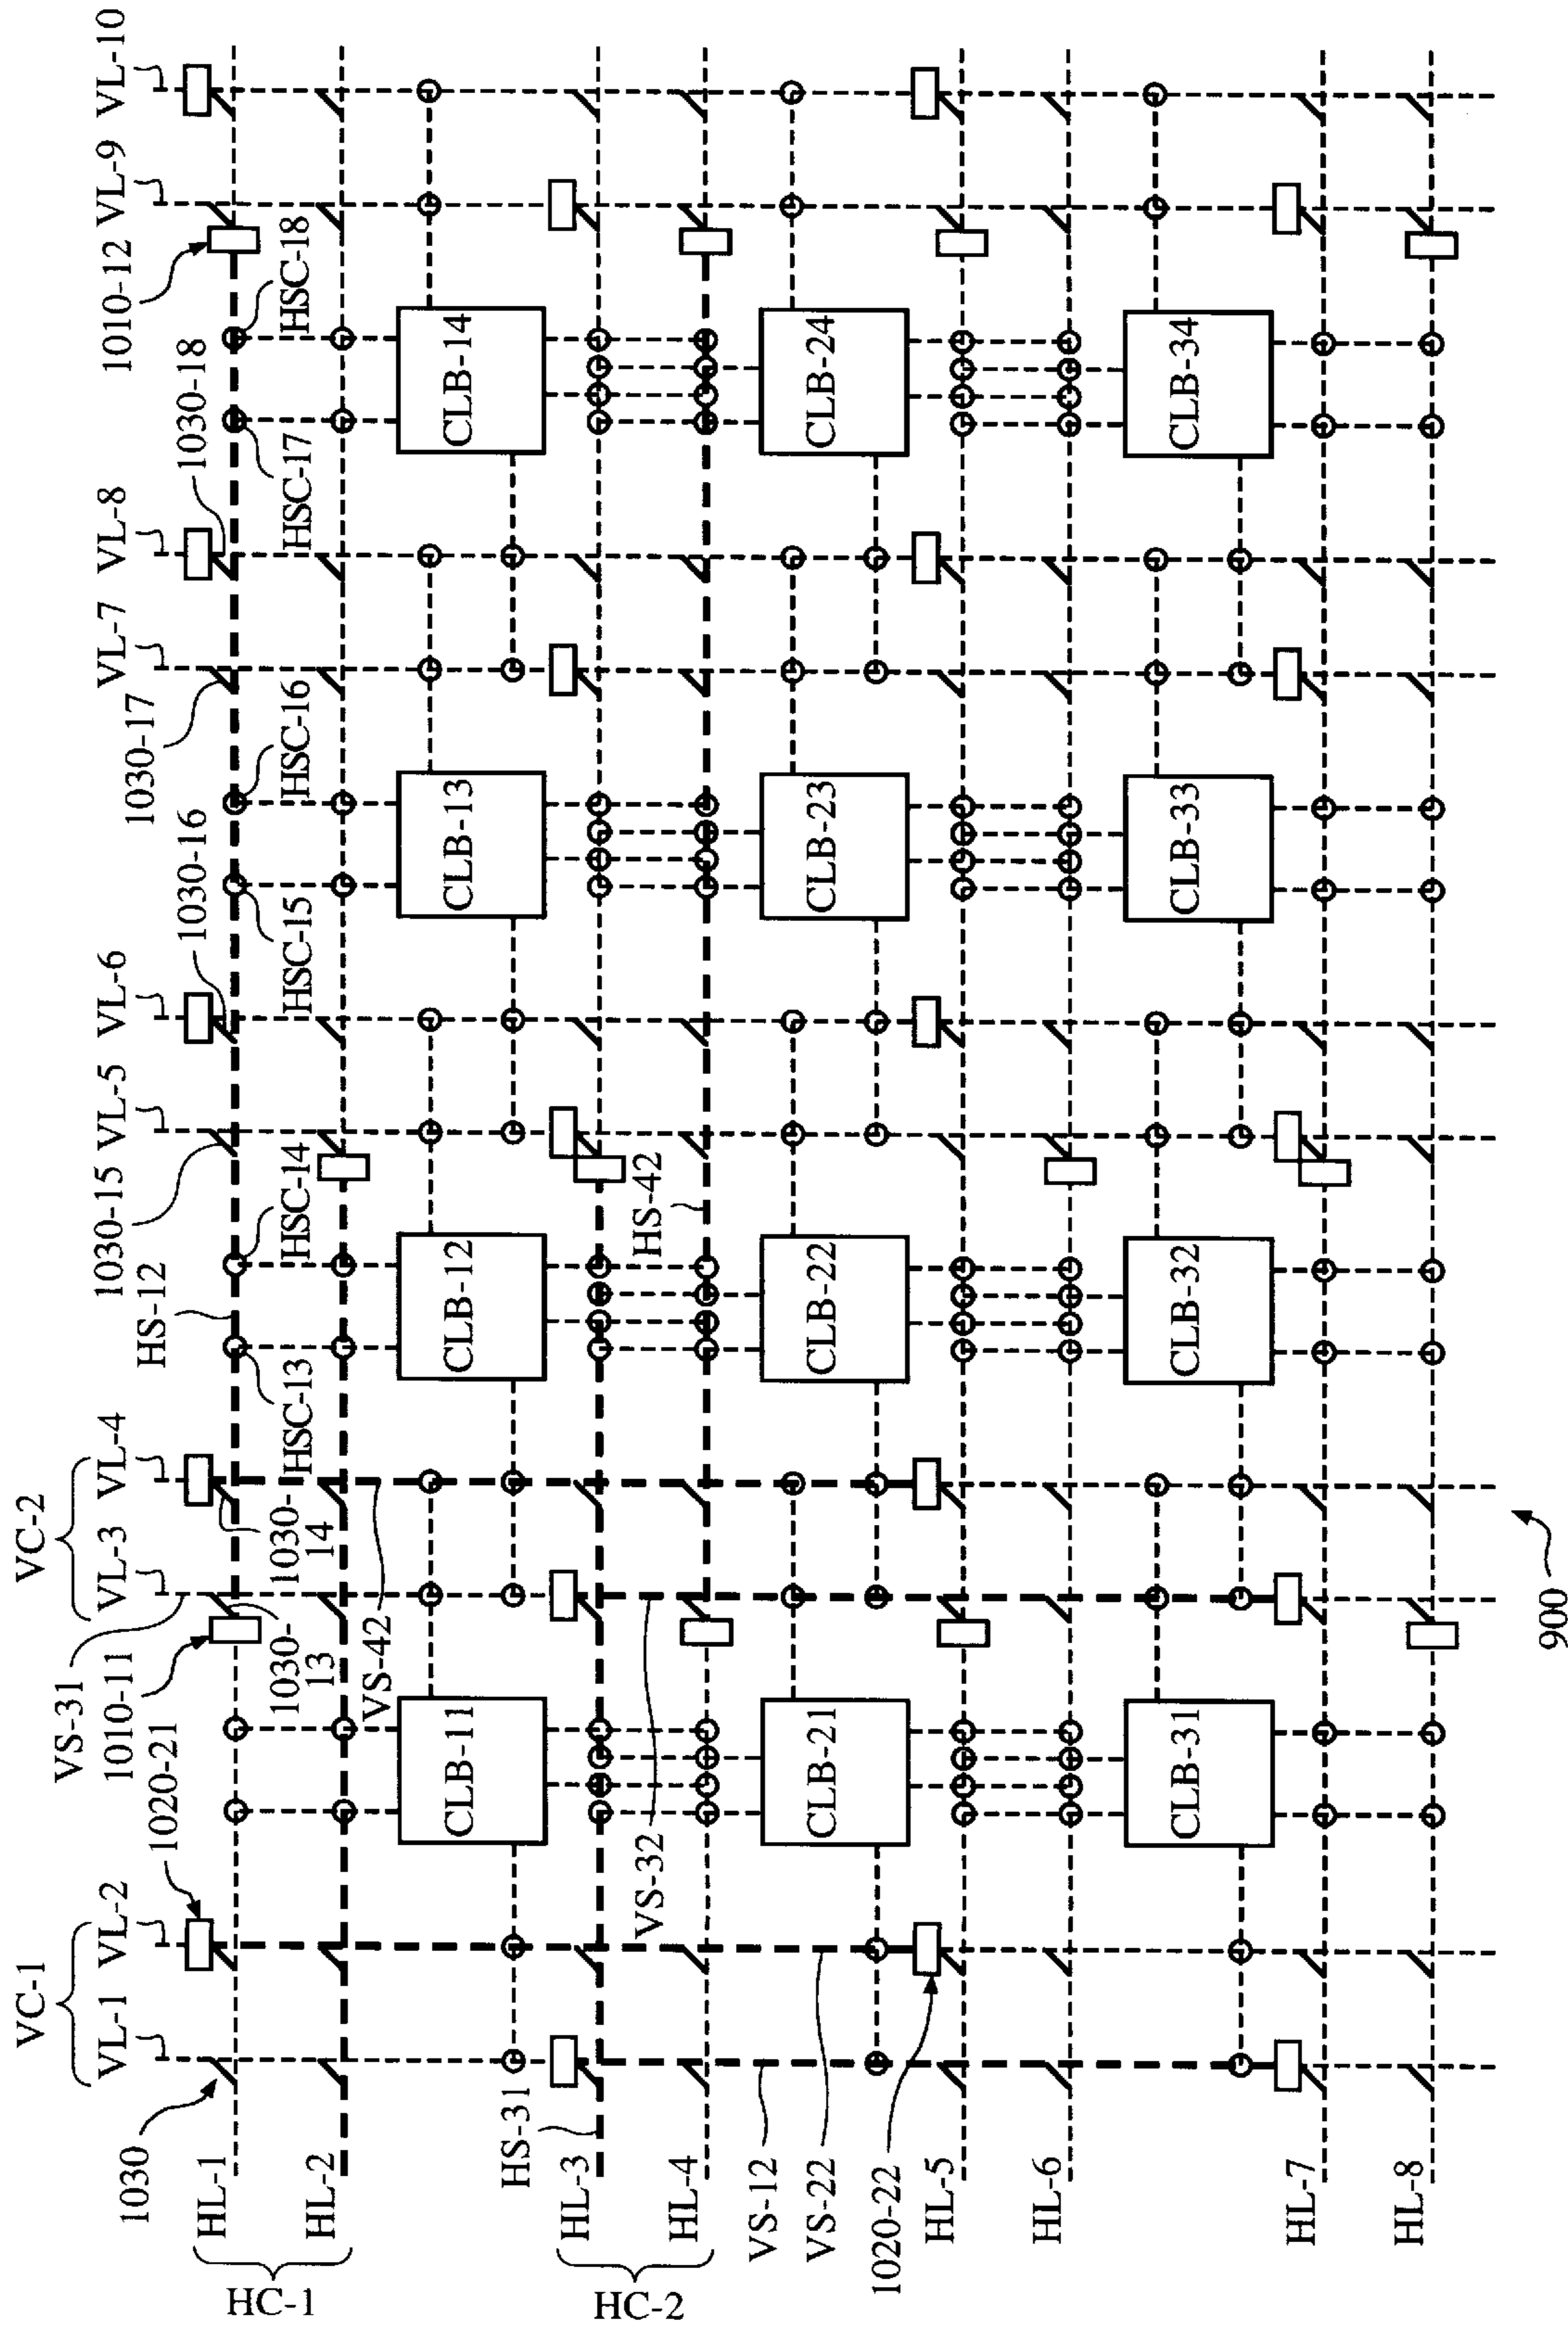 VC-1
VC-2
VL-1
VL-2
VL-3
VL-4
VL-5
VL-6
VL-7
VL-8
VL-9
VL-10
1030
1020-21
1010-11
VS-31
HS-12
1030-15
1030-16
1030-17
1030-18
1010-12
HC-1
HL-1
HL-2
1030-
13
1030-
14
HSC-13
HSC-14
HSC-15
HSC-16
HSC-17
HSC-18
VS-42
CLB-11
CLB-12
CLB-13
CLB-14
HS-31
HC-2
HL-3
HL-4
VS-32
HS-42
VS-12
VS-22
CLB-21
CLB-22
CLB-23
CLB-24
1020-22
HL-5
HL-6
CLB-31
CLB-32
CLB-33
CLB-34
HL-7
HL-8
900